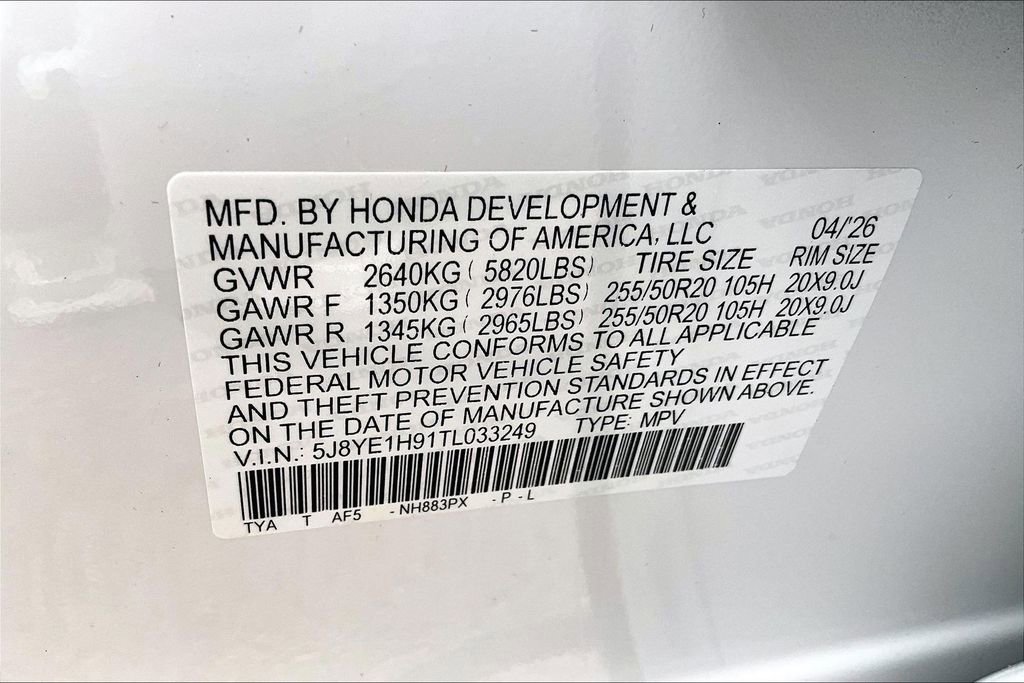 MFD. BY HONDA DEVELOPMENT &
MANUFACTURING OF AMERICA, LLC 04/'26
GVWR 2640KG ( 5820LBS) TIRE SIZE RIM SIZE
GAWR F 1350KG ( 2976LBS) 255/50R20 105H 20X9.0J
GAWR R 1345KG ( 2965LBS) 255/50R20 105H 20X9.0J
THIS VEHICLE CONFORMS TO ALL APPLICABLE
FEDERAL MOTOR VEHICLE SAFETY
AND THEFT PREVENTION STANDARDS IN EFFECT
ON THE DATE OF MANUFACTURE SHOWN ABOVE.
V.I.N.: 5J8YE1H91TL033249 TYPE: MPV
TYA T AF5 - NH883PX - P - L